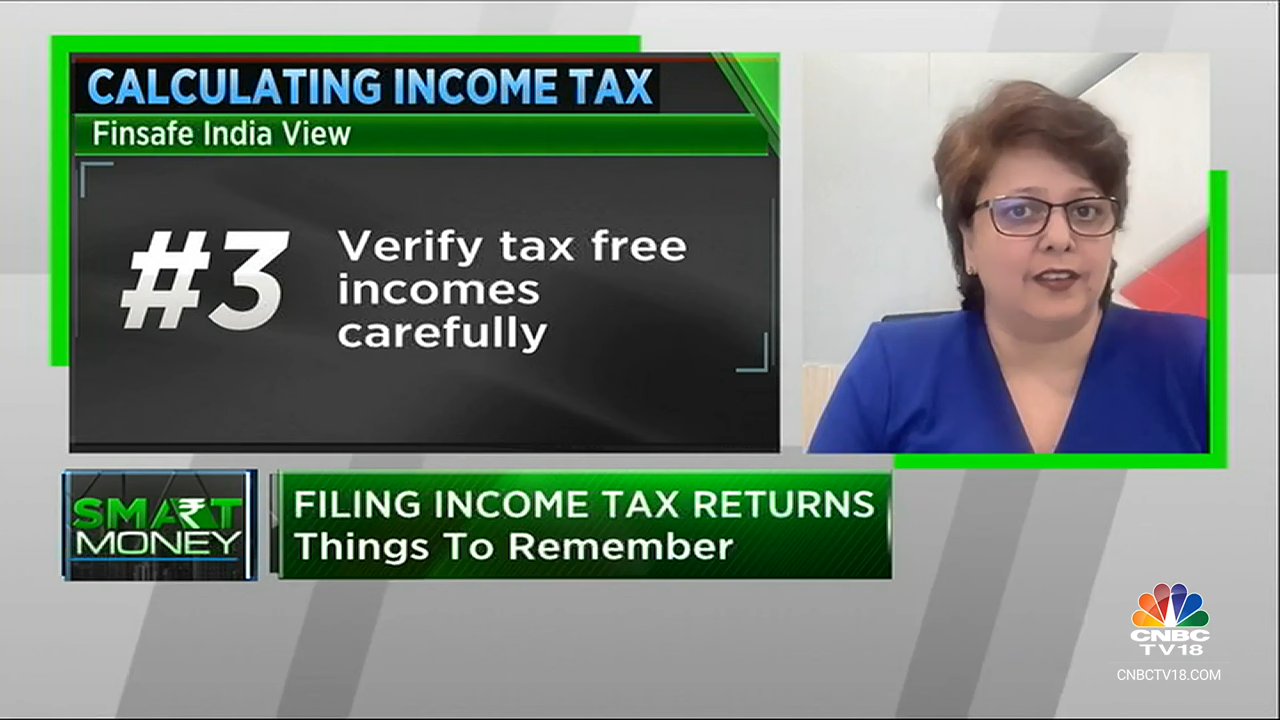 CALCULATING INCOME TAX
Finsafe India View
#3
Verify tax free
incomes
carefully
SMA₹T
MONEY
FILING INCOME TAX RETURNS
Things To Remember
CNBC
TV18
CNBCTV18.COM